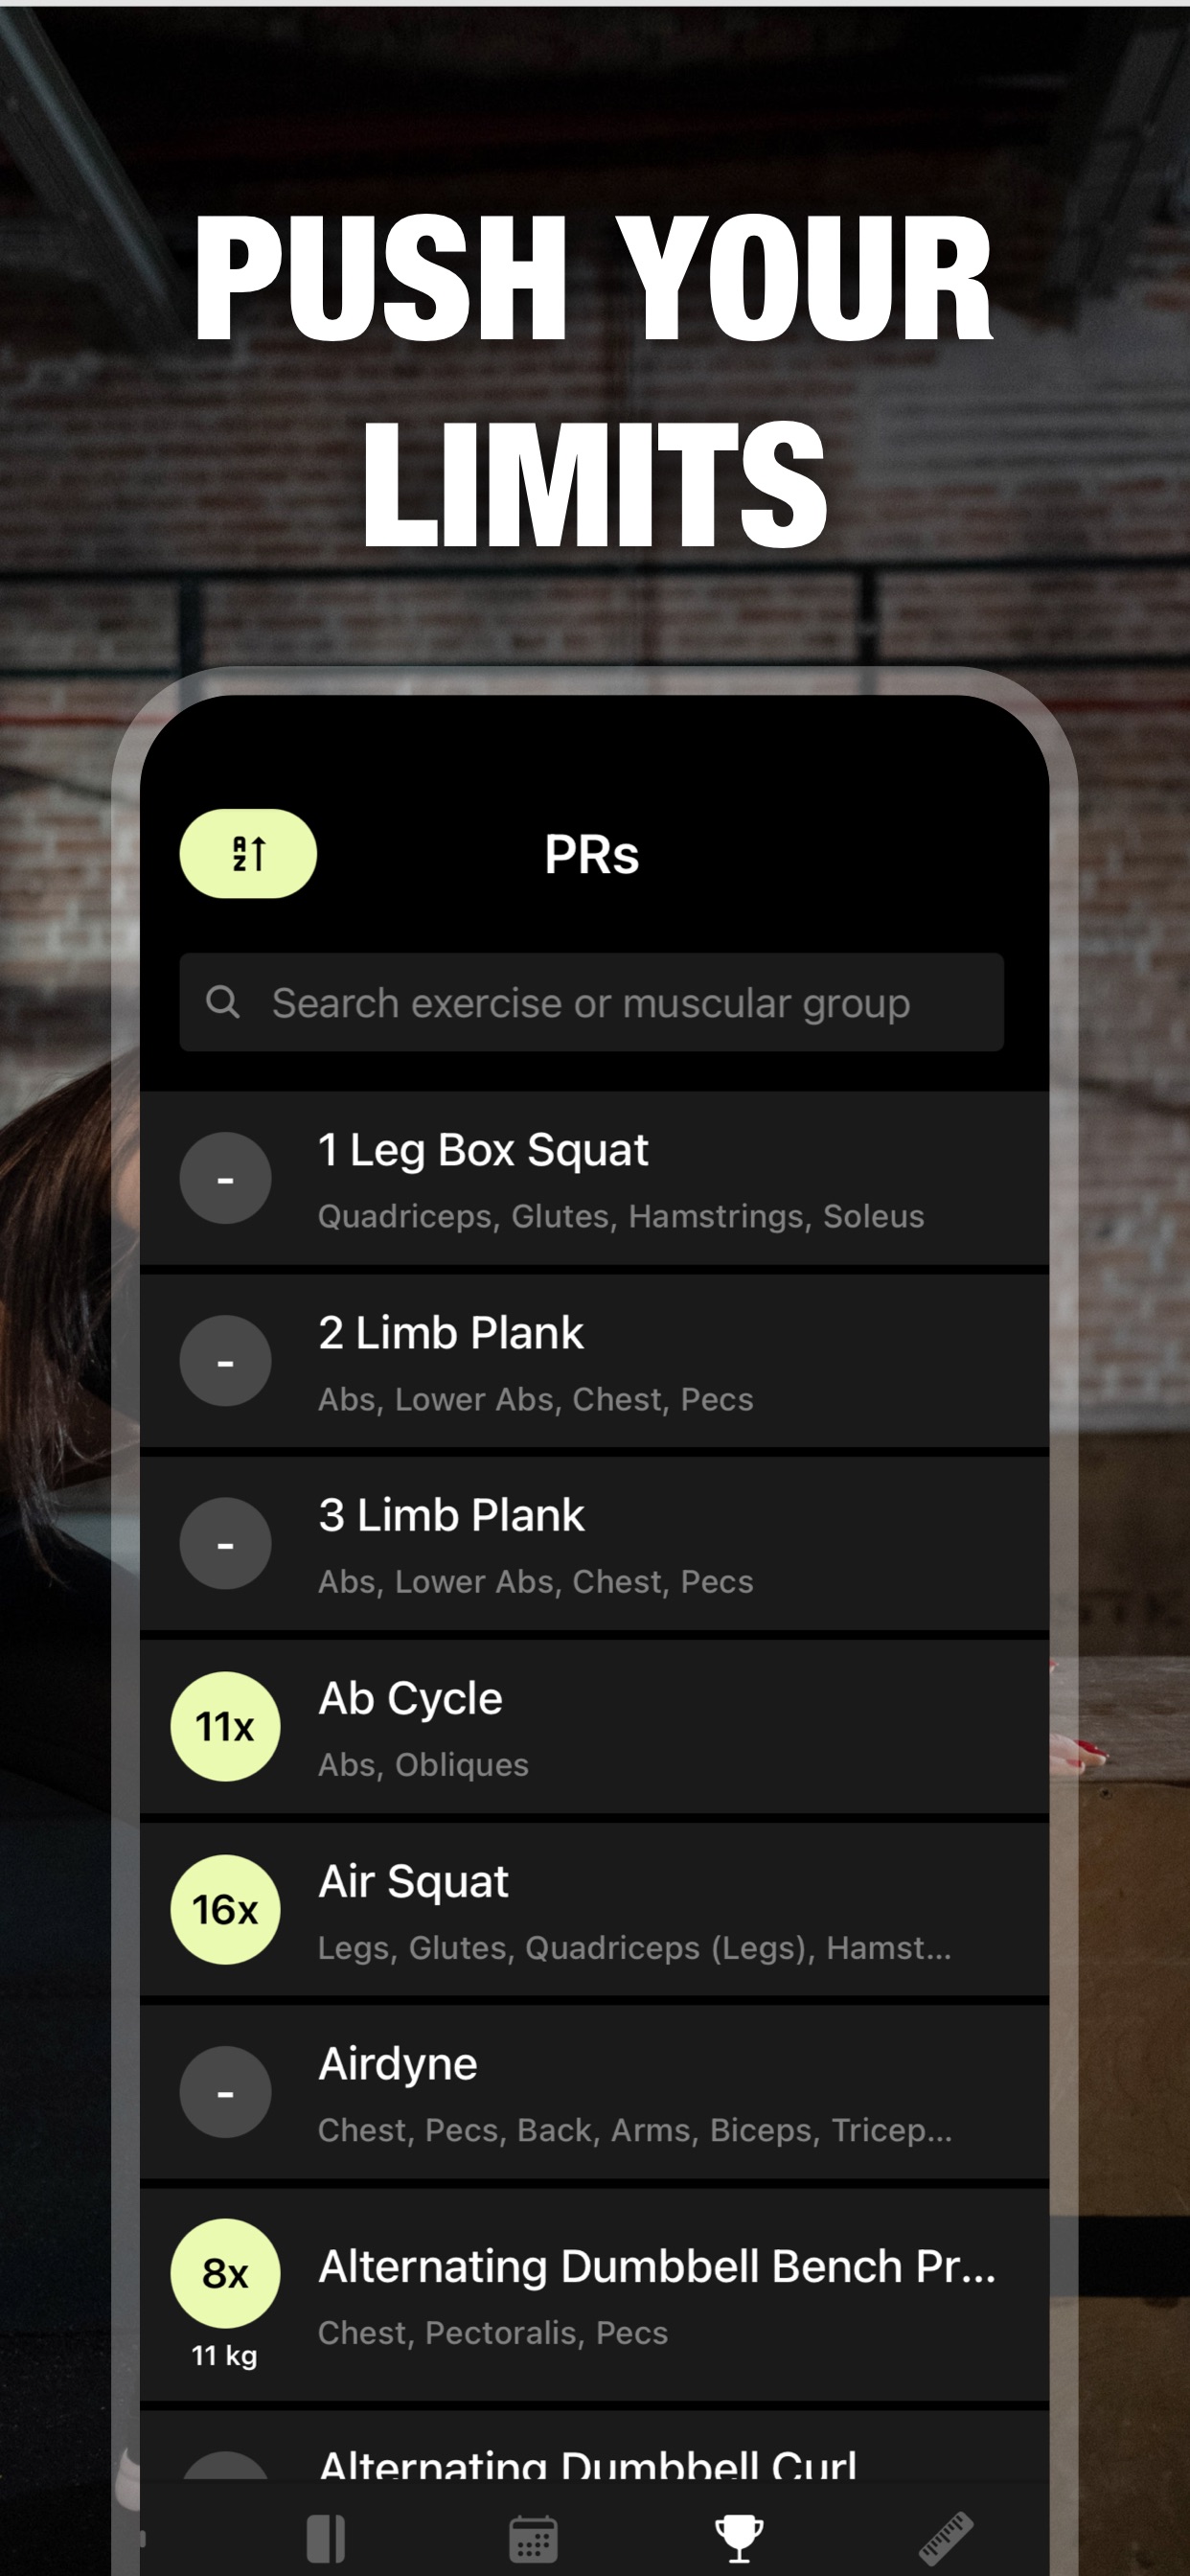 PUSH YOUR
LIMITS
A
Z
PRs
Search exercise or muscular group
-
1 Leg Box Squat
Quadriceps, Glutes, Hamstrings, Soleus
-
2 Limb Plank
Abs, Lower Abs, Chest, Pecs
-
3 Limb Plank
Abs, Lower Abs, Chest, Pecs
11x
Ab Cycle
Abs, Obliques
16x
Air Squat
Legs, Glutes, Quadriceps (Legs), Hamst...
-
Airdyne
Chest, Pecs, Back, Arms, Biceps, Tricep...
8x
11 kg
Alternating Dumbbell Bench Pr...
Chest, Pectoralis, Pecs
Alternating Dumbbell Curl